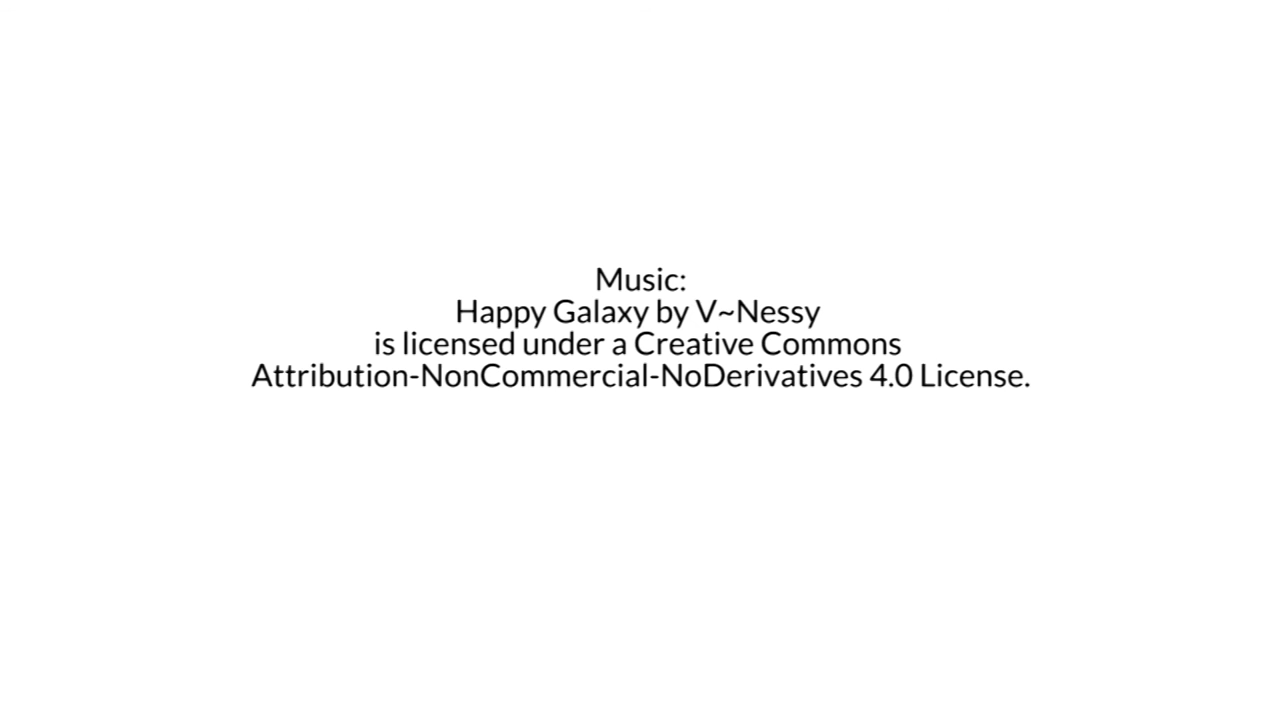 Music:
Happy Galaxy by V~Nessy
is licensed under a Creative Commons
Attribution-NonCommercial-NoDerivatives 4.0 License.